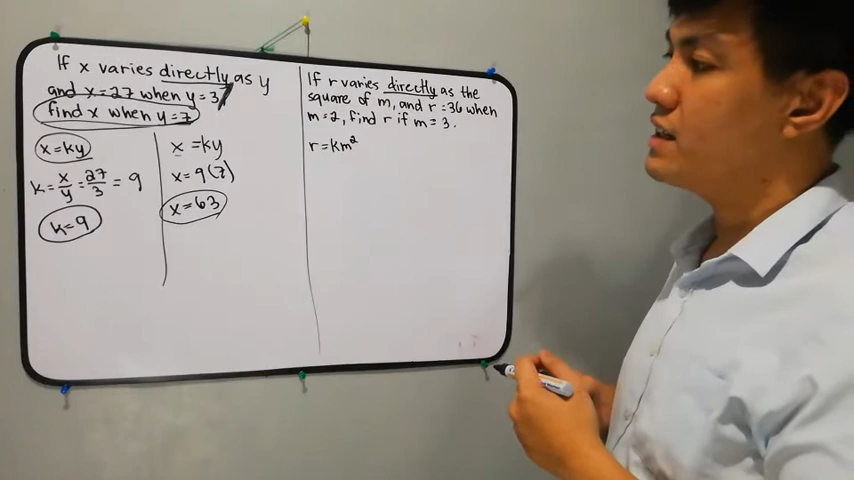 If x varies directly as y
and x=27 when y=3,
find x when y=7
x=ky
k=x/y=27/3=9
k=9
x=ky
x=9(7)
x=63
If r varies directly as the
square of m, and r=36 when
m=2, find r if m=3.
r=km²